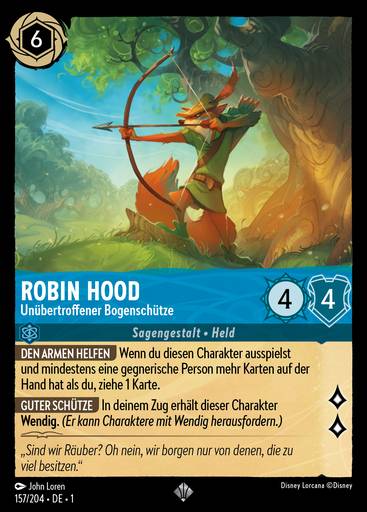 6
ROBIN HOOD
Unübertroffener Bogenschütze
4
4
Sagengestalt • Held
DEN ARMEN HELFEN Wenn du diesen Charakter ausspielst
und mindestens eine gegnerische Person mehr Karten auf der
Hand hat als du, ziehe 1 Karte.
GUTER SCHÜTZE In deinem Zug erhält dieser Charakter
Wendig. (Er kann Charaktere mit Wendig herausfordern.)
„Sind wir Räuber? Oh nein, wir borgen nur von denen, die zu
viel besitzen.“
John Loren
157/204 • DE • 1
Disney Lorcana ©Disney